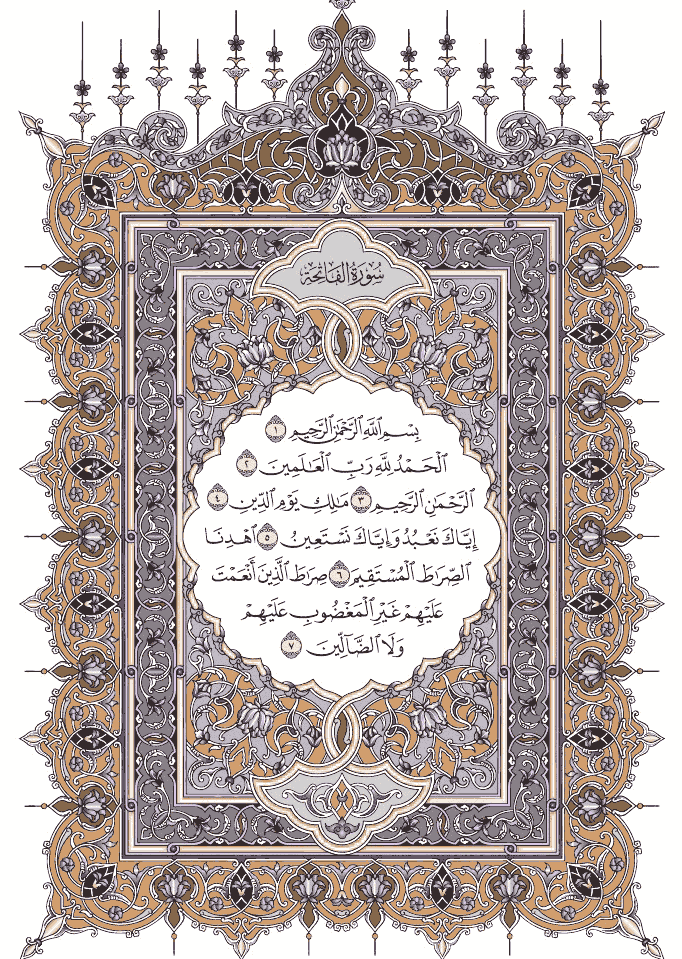 سُورَةُ الفَاتِحَةِ
بِسْمِ ٱللَّهِ ٱلرَّحْمَٰنِ ٱلرَّحِيمِ ١
ٱلْحَمْدُ لِلَّهِ رَبِّ ٱلْعَٰلَمِينَ ٢
ٱلرَّحْمَٰنِ ٱلرَّحِيمِ ٣ مَٰلِكِ يَوْمِ ٱلدِّينِ ٤
إِيَّاكَ نَعْبُدُ وَإِيَّاكَ نَسْتَعِينُ ٥ ٱهْدِنَا
ٱلصِّرَٰطَ ٱلْمُسْتَقِيمَ ٦ صِرَٰطَ ٱلَّذِينَ أَنْعَمْتَ
عَلَيْهِمْ غَيْرِ ٱلْمَغْضُوبِ عَلَيْهِمْ
وَلَا ٱلضَّآلِّينَ ٧